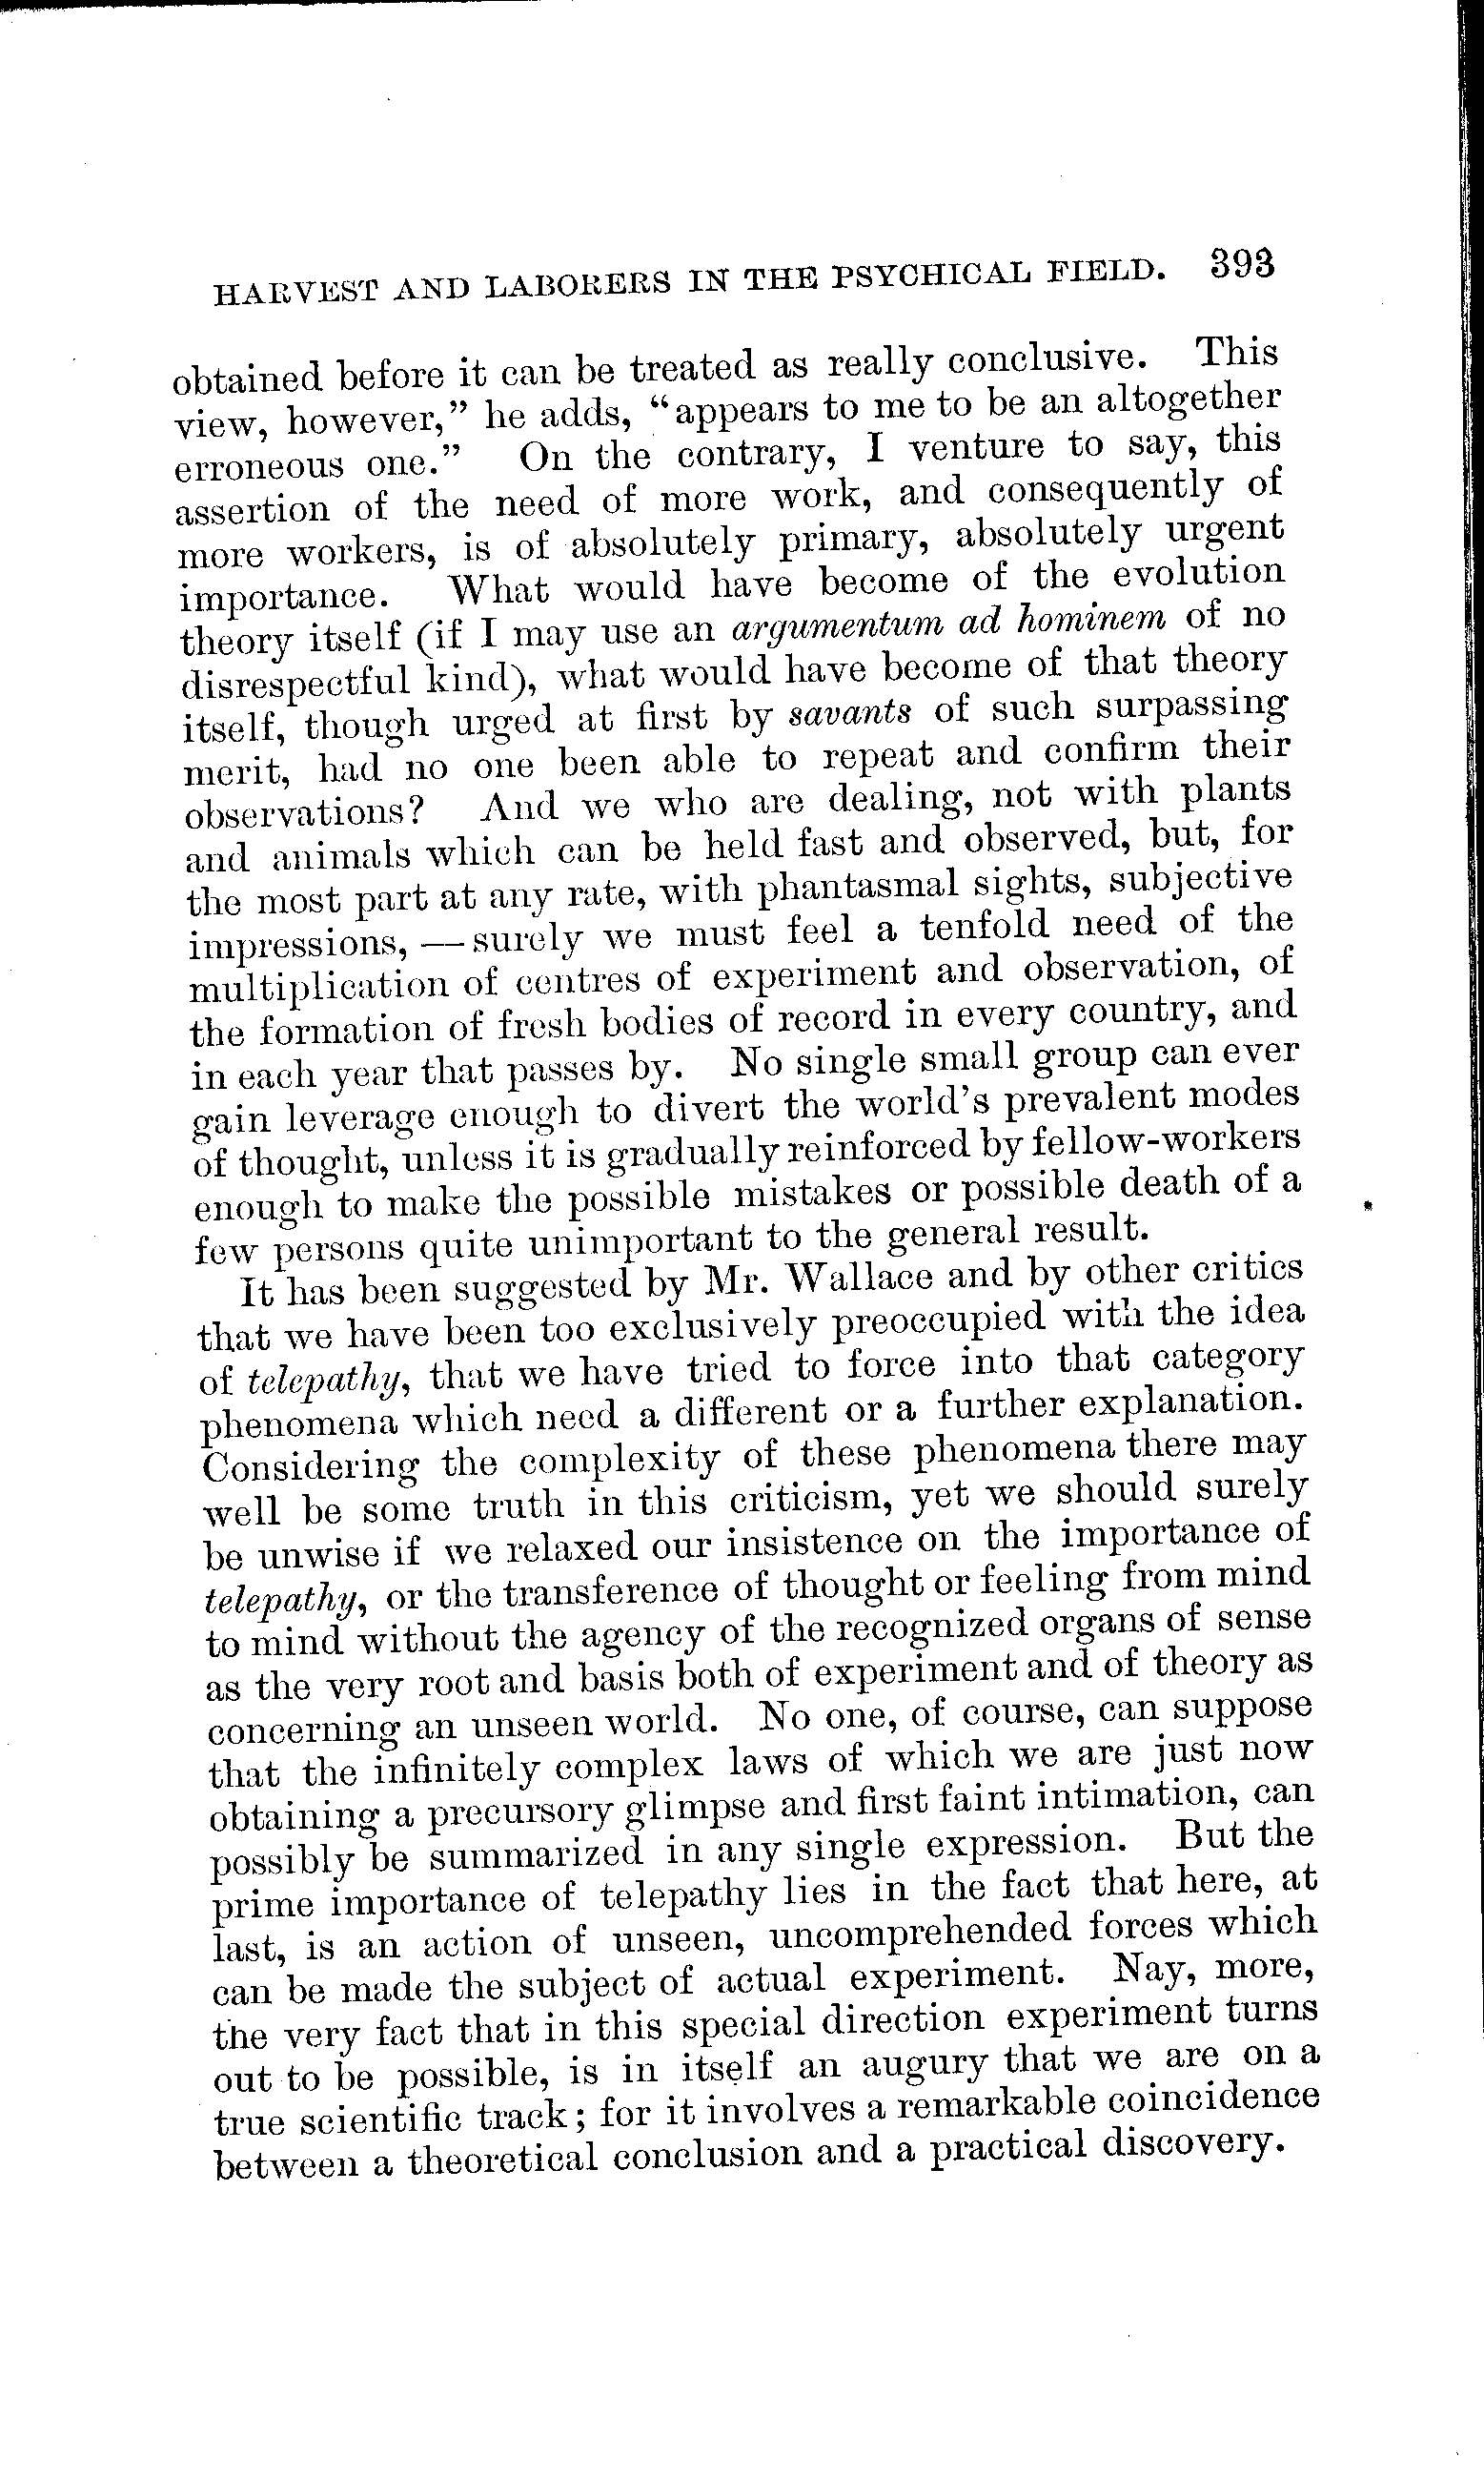 HARVEST AND LABORERS IN THE PSYCHICAL FIELD. 393
obtained before it can be treated as really conclusive. This
view, however,” he adds, “appears to me to be an altogether
erroneous one.” On the contrary, I venture to say, this
assertion of the need of more work, and consequently of
more workers, is of absolutely primary, absolutely urgent
importance. What would have become of the evolution
theory itself (if I may use an argumentum ad hominem of no
disrespectful kind), what would have become of that theory
itself, though urged at first by savants of such surpassing
merit, had no one been able to repeat and confirm their
observations? And we who are dealing, not with plants
and animals which can be held fast and observed, but, for
the most part at any rate, with phantasmal sights, subjective
impressions, — surely we must feel a tenfold need of the
multiplication of centres of experiment and observation, of
the formation of fresh bodies of record in every country, and
in each year that passes by. No single small group can ever
gain leverage enough to divert the world's prevalent modes
of thought, unless it is gradually reinforced by fellow-workers
enough to make the possible mistakes or possible death of a
few persons quite unimportant to the general result.
It has been suggested by Mr. Wallace and by other critics
that we have been too exclusively preoccupied with the idea
of telepathy, that we have tried to force into that category
phenomena which need a different or a further explanation.
Considering the complexity of these phenomena there may
well be some truth in this criticism, yet we should surely
be unwise if we relaxed our insistence on the importance of
telepathy, or the transference of thought or feeling from mind
to mind without the agency of the recognized organs of sense
as the very root and basis both of experiment and of theory as
concerning an unseen world. No one, of course, can suppose
that the infinitely complex laws of which we are just now
obtaining a precursory glimpse and first faint intimation, can
possibly be summarized in any single expression. But the
prime importance of telepathy lies in the fact that here, at
last, is an action of unseen, uncomprehended forces which
can be made the subject of actual experiment. Nay, more,
the very fact that in this special direction experiment turns
out to be possible, is in itself an augury that we are on a
true scientific track; for it involves a remarkable coincidence
between a theoretical conclusion and a practical discovery.